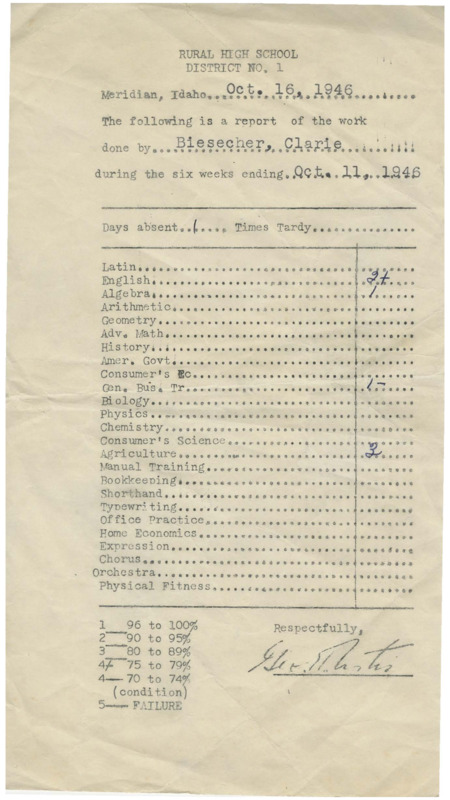 RURAL HIGH SCHOOL
DISTRICT NO. 1
Meridian, Idaho..Oct. 16, 1946............
The following is a report of the work
done by...Biesecher, Clarie.......!!!!
during the six weeks ending..Oct. 11, 1946
Days absent..1..... Times Tardy..............
Latin
English 2+
Algebra 1
Arithmetic
Geometry
Adv. Math
History
Amer. Govt.
Consumer's Ec
Gen. Bus. Tr. 1-
Biology
Physics
Chemistry
Consumer's Science
Agriculture 3
Manual Training
Bookkeeping
Shorthand
Typewriting
Office Practice
Home Economics
Expression
Chorus
Orchestra
Physical Fitness
1 96 to 100%
2 90 to 95%
3 80 to 89%
4+ 75 to 79%
4- 70 to 74%
(condition)
5- FAILURE
Respectfully,
Geo.